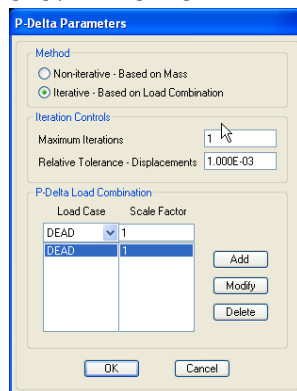 P-Delta Parameters
Method
Non-iterative - Based on Mass
Iterative - Based on Load Combination
Iteration Controls
Maximum Iterations 1
Relative Tolerance - Displacements 1.000E-03
P-Delta Load Combination
Load Case Scale Factor
DEAD 1
DEAD 1
Add
Modify
Delete
OK Cancel